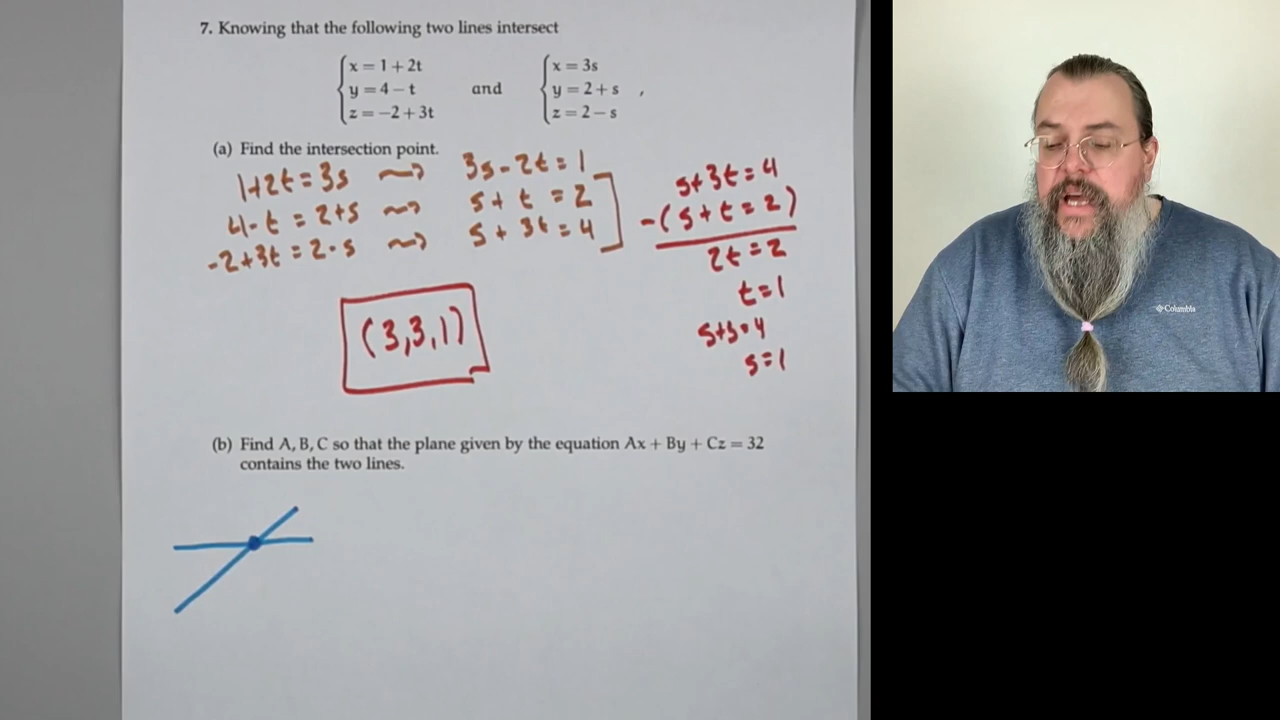 7. Knowing that the following two lines intersect
x = 1 + 2t
y = 4 − t
z = −2 + 3t
and
x = 3s
y = 2 + s
z = 2 − s
,
(a) Find the intersection point.
1+2t = 3s ⇝ 3s - 2t = 1
4-t = 2+s ⇝ s + t = 2
-2+3t = 2-s ⇝ s + 3t = 4
s+3t = 4
-(s+t = 2)
2t = 2
t=1
s+3=4
s=1
(3,3,1)
(b) Find A, B, C so that the plane given by the equation Ax + By + Cz = 32
contains the two lines.
Columbia